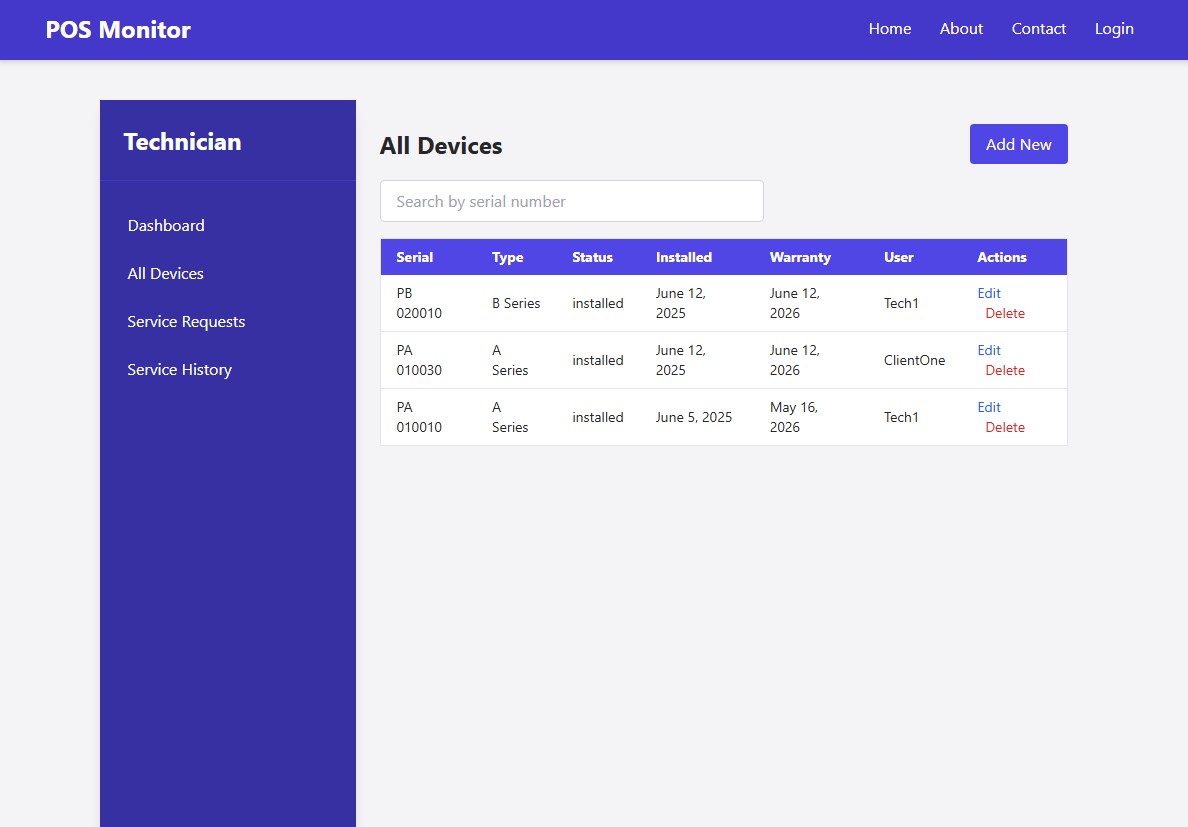 POS Monitor
Home About Contact Login
Technician
Dashboard
All Devices
Service Requests
Service History
All Devices
Add New
Search by serial number
Serial Type Status Installed Warranty User Actions
PB 020010 B Series installed June 12, 2025 June 12, 2026 Tech1 Edit Delete
PA 010030 A Series installed June 12, 2025 June 12, 2026 ClientOne Edit Delete
PA 010010 A Series installed June 5, 2025 May 16, 2026 Tech1 Edit Delete